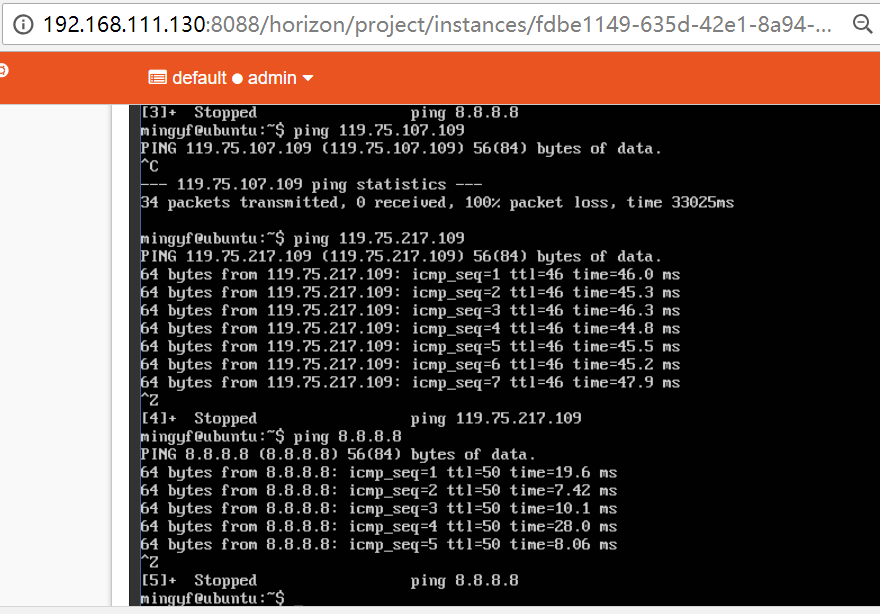 192.168.111.130:8088/horizon/project/instances/fdbe1149-635d-42e1-8a94-...
default ● admin
[3]+  Stopped                 ping 8.8.8.8
mingyf@ubuntu:~$ ping 119.75.107.109
PING 119.75.107.109 (119.75.107.109) 56(84) bytes of data.
^C
--- 119.75.107.109 ping statistics ---
34 packets transmitted, 0 received, 100% packet loss, time 33025ms
mingyf@ubuntu:~$ ping 119.75.217.109
PING 119.75.217.109 (119.75.217.109) 56(84) bytes of data.
64 bytes from 119.75.217.109: icmp_seq=1 ttl=46 time=46.0 ms
64 bytes from 119.75.217.109: icmp_seq=2 ttl=46 time=45.3 ms
64 bytes from 119.75.217.109: icmp_seq=3 ttl=46 time=46.3 ms
64 bytes from 119.75.217.109: icmp_seq=4 ttl=46 time=44.8 ms
64 bytes from 119.75.217.109: icmp_seq=5 ttl=46 time=45.5 ms
64 bytes from 119.75.217.109: icmp_seq=6 ttl=46 time=45.2 ms
64 bytes from 119.75.217.109: icmp_seq=7 ttl=46 time=47.9 ms
^Z
[4]+  Stopped                 ping 119.75.217.109
mingyf@ubuntu:~$ ping 8.8.8.8
PING 8.8.8.8 (8.8.8.8) 56(84) bytes of data.
64 bytes from 8.8.8.8: icmp_seq=1 ttl=50 time=19.6 ms
64 bytes from 8.8.8.8: icmp_seq=2 ttl=50 time=7.42 ms
64 bytes from 8.8.8.8: icmp_seq=3 ttl=50 time=10.1 ms
64 bytes from 8.8.8.8: icmp_seq=4 ttl=50 time=28.0 ms
64 bytes from 8.8.8.8: icmp_seq=5 ttl=50 time=8.06 ms
^Z
[5]+  Stopped                 ping 8.8.8.8
mingyf@ubuntu:~$ _